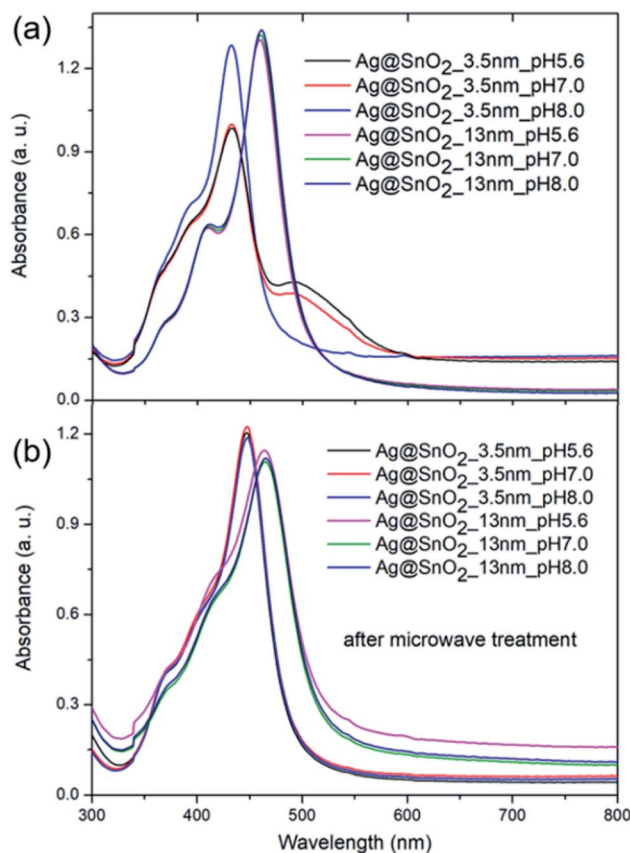 (a)
1.2
0.9
0.6
0.3
0.0
Absorbance (a. u.)
Ag@SnO2_3.5nm_pH5.6
Ag@SnO2_3.5nm_pH7.0
Ag@SnO2_3.5nm_pH8.0
Ag@SnO2_13nm_pH5.6
Ag@SnO2_13nm_pH7.0
Ag@SnO2_13nm_pH8.0
(b)
1.2
0.9
0.6
0.3
0.0
Absorbance (a. u.)
Ag@SnO2_3.5nm_pH5.6
Ag@SnO2_3.5nm_pH7.0
Ag@SnO2_3.5nm_pH8.0
Ag@SnO2_13nm_pH5.6
Ag@SnO2_13nm_pH7.0
Ag@SnO2_13nm_pH8.0
after microwave treatment
300 400 500 600 700 800
Wavelength (nm)